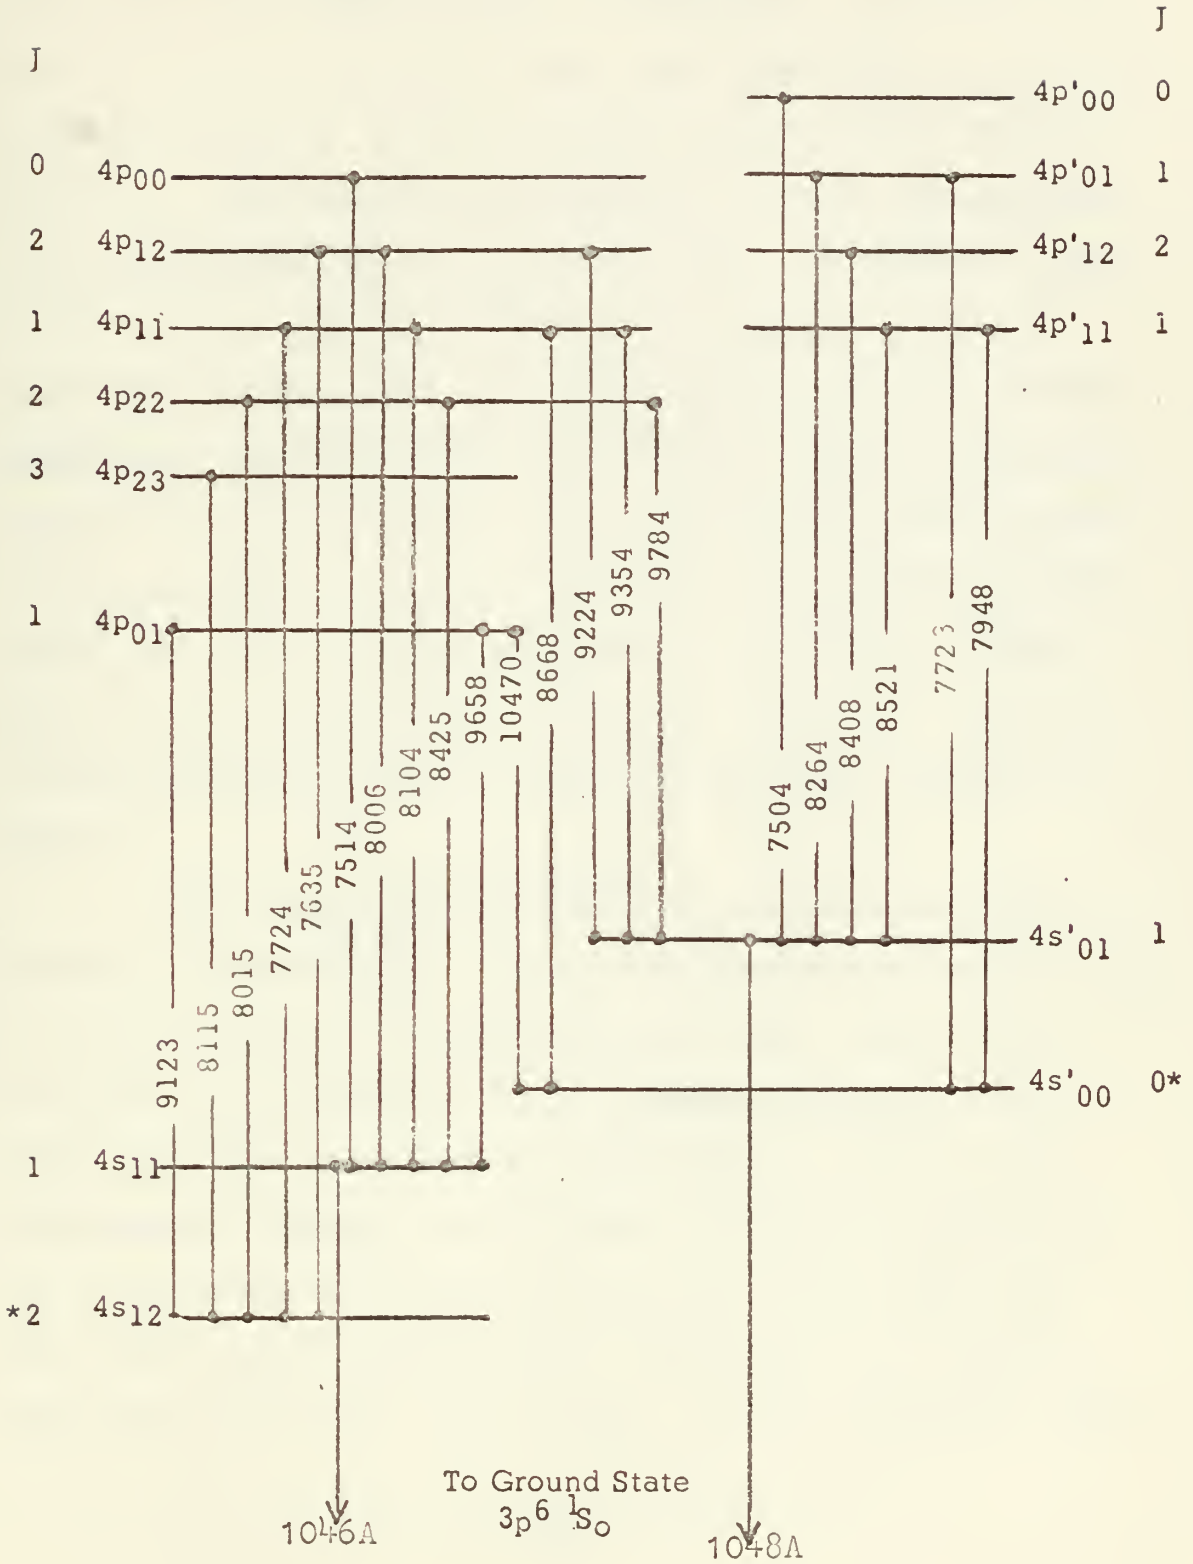 J
J
4p'00 0
0 4p00
4p'01 1
2 4p12
4p'12 2
1 4p11
4p'11 1
2 4p22
3 4p23
1 4p01
9123
8115
8015
7724
7635
7514
8006
8104
8425
9658
10470
8668
9224
9354
9784
7504
8264
8408
8521
7723
7948
4s'01 1
4s'00 0*
1 4s11
*2 4s12
To Ground State
3p6 1So
1046A
1048A